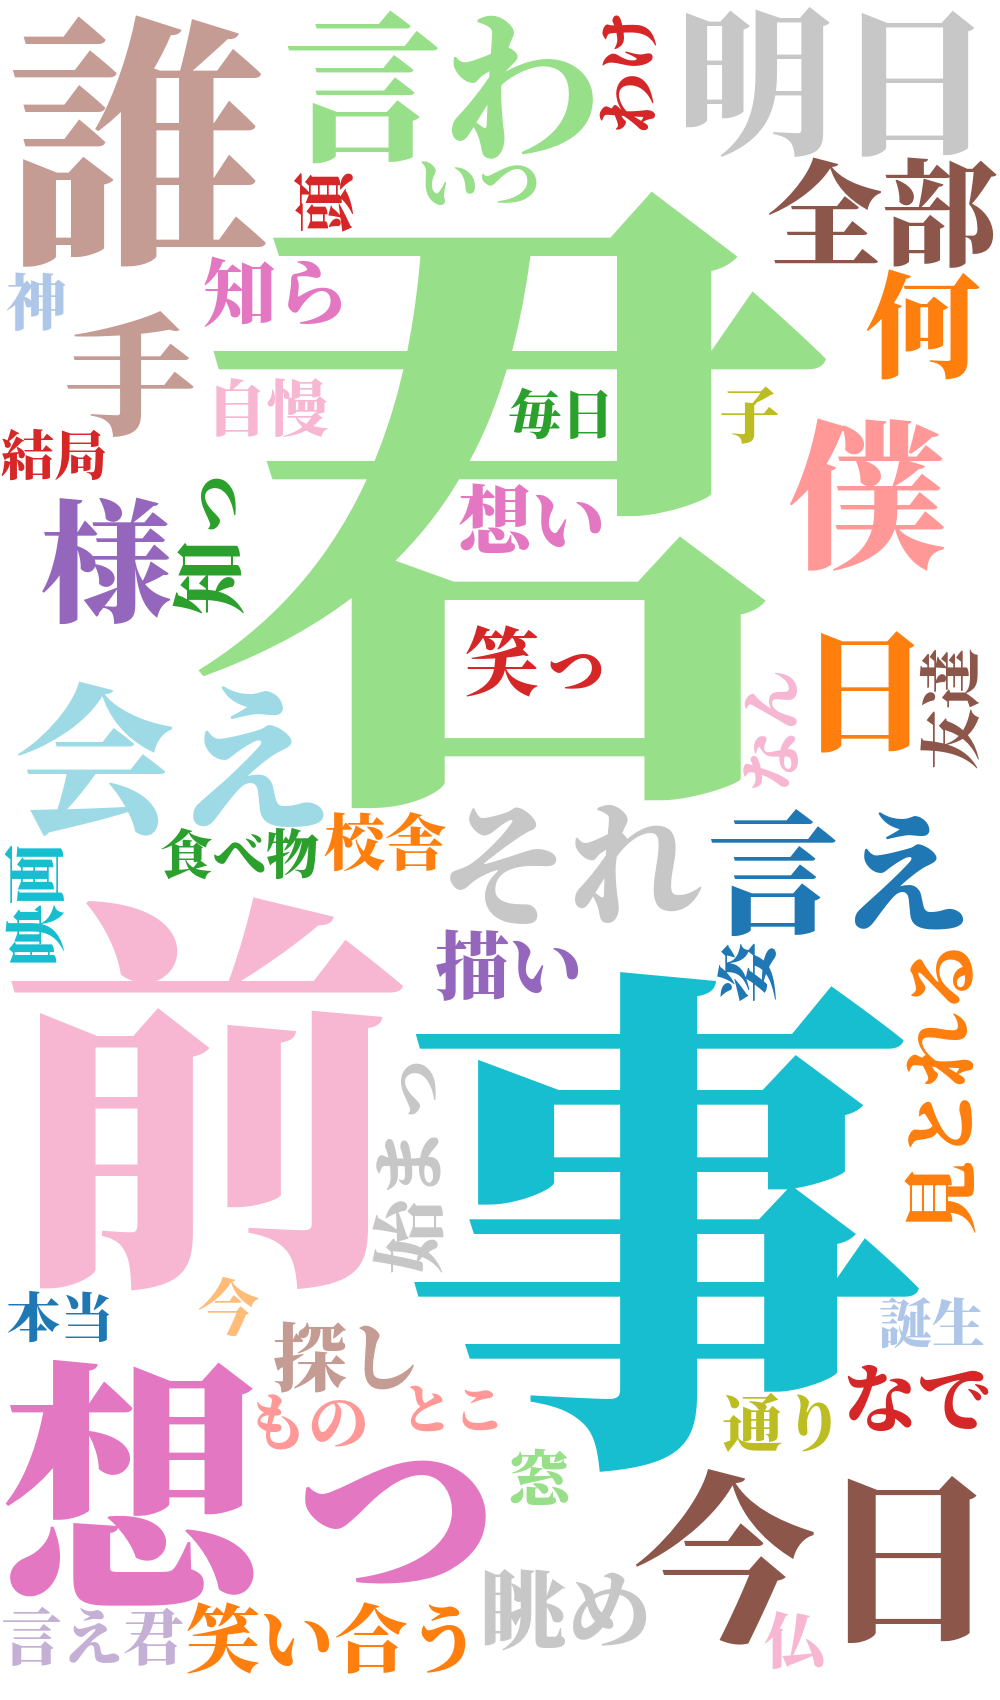 誰
言わ
わけ
明日
いつ
頭
全部
君
神
知ら
何
手
自慢
毎日
子
結局
僕
様
知っ
想い
笑っ
日
友達
なん
会え
それ
言え
食べ物
校舎
映画
前
描い
姿
見とれる
事
始まっ
本当
今
探し
誕生
なで
想っ
もの
とこ
通り
窓
今日
眺め
言え君
笑い合う
仏